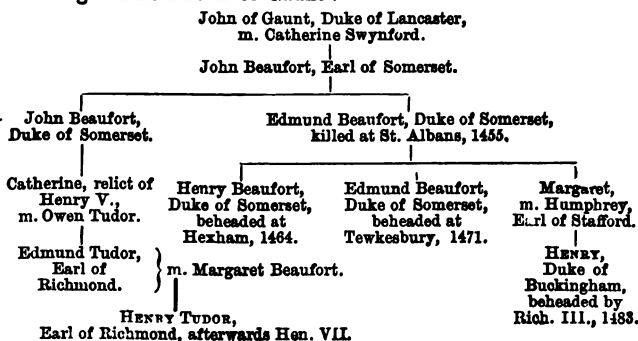 John of Gaunt, Duke of Lancaster,
m. Catherine Swynford.
John Beaufort, Earl of Somerset.
John Beaufort,
Duke of Somerset.
Edmund Beaufort, Duke of Somerset,
killed at St. Albans, 1455.
Catherine, relict of
Henry V.,
m. Owen Tudor.
Henry Beaufort,
Duke of Somerset,
beheaded at
Hexham, 1464.
Edmund Beaufort,
Duke of Somerset,
beheaded at
Tewkesbury, 1471.
Margaret,
m. Humphrey,
Earl of Stafford.
Edmund Tudor,
Earl of
Richmond.
m. Margaret Beaufort.
HENRY,
Duke of
Buckingham,
beheaded by
Rich. III., 1483.
HENRY TUDOR,
Earl of Richmond, afterwards Hen. VII.